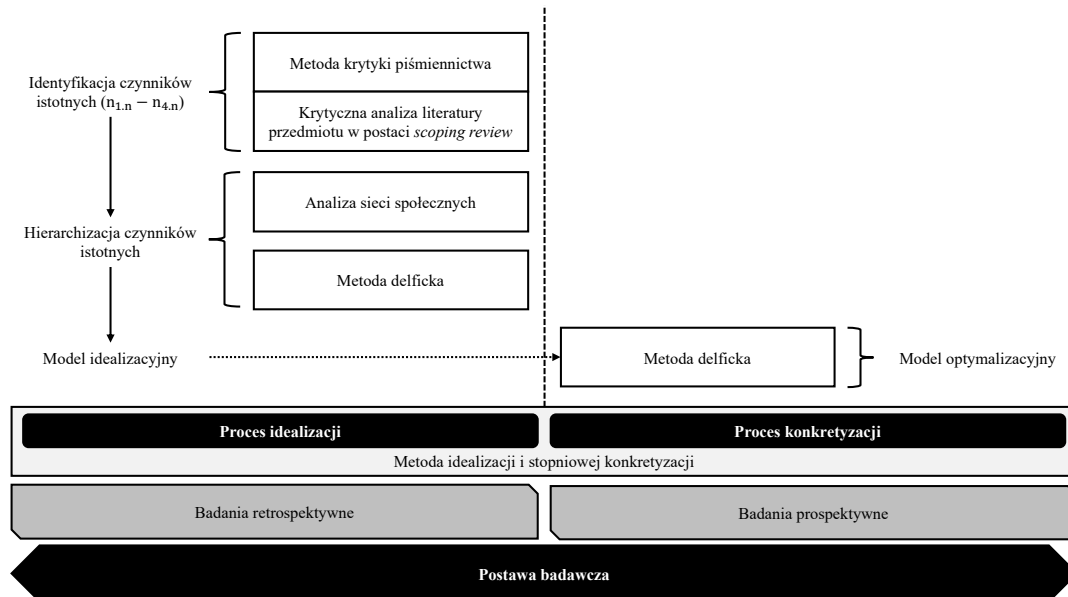 Metoda krytyki piśmiennictwa
Identyfikacja czynników
istotnych (n1.n − n4.n)
Krytyczna analiza literatury
przedmiotu w postaci scoping review
Analiza sieci społecznych
Hierarchizacja czynników
istotnych
Metoda delficka
Model idealizacyjny
Metoda delficka
Model optymalizacyjny
Proces idealizacji
Proces konkretyzacji
Metoda idealizacji i stopniowej konkretyzacji
Badania retrospektywne
Badania prospektywne
Postawa badawcza